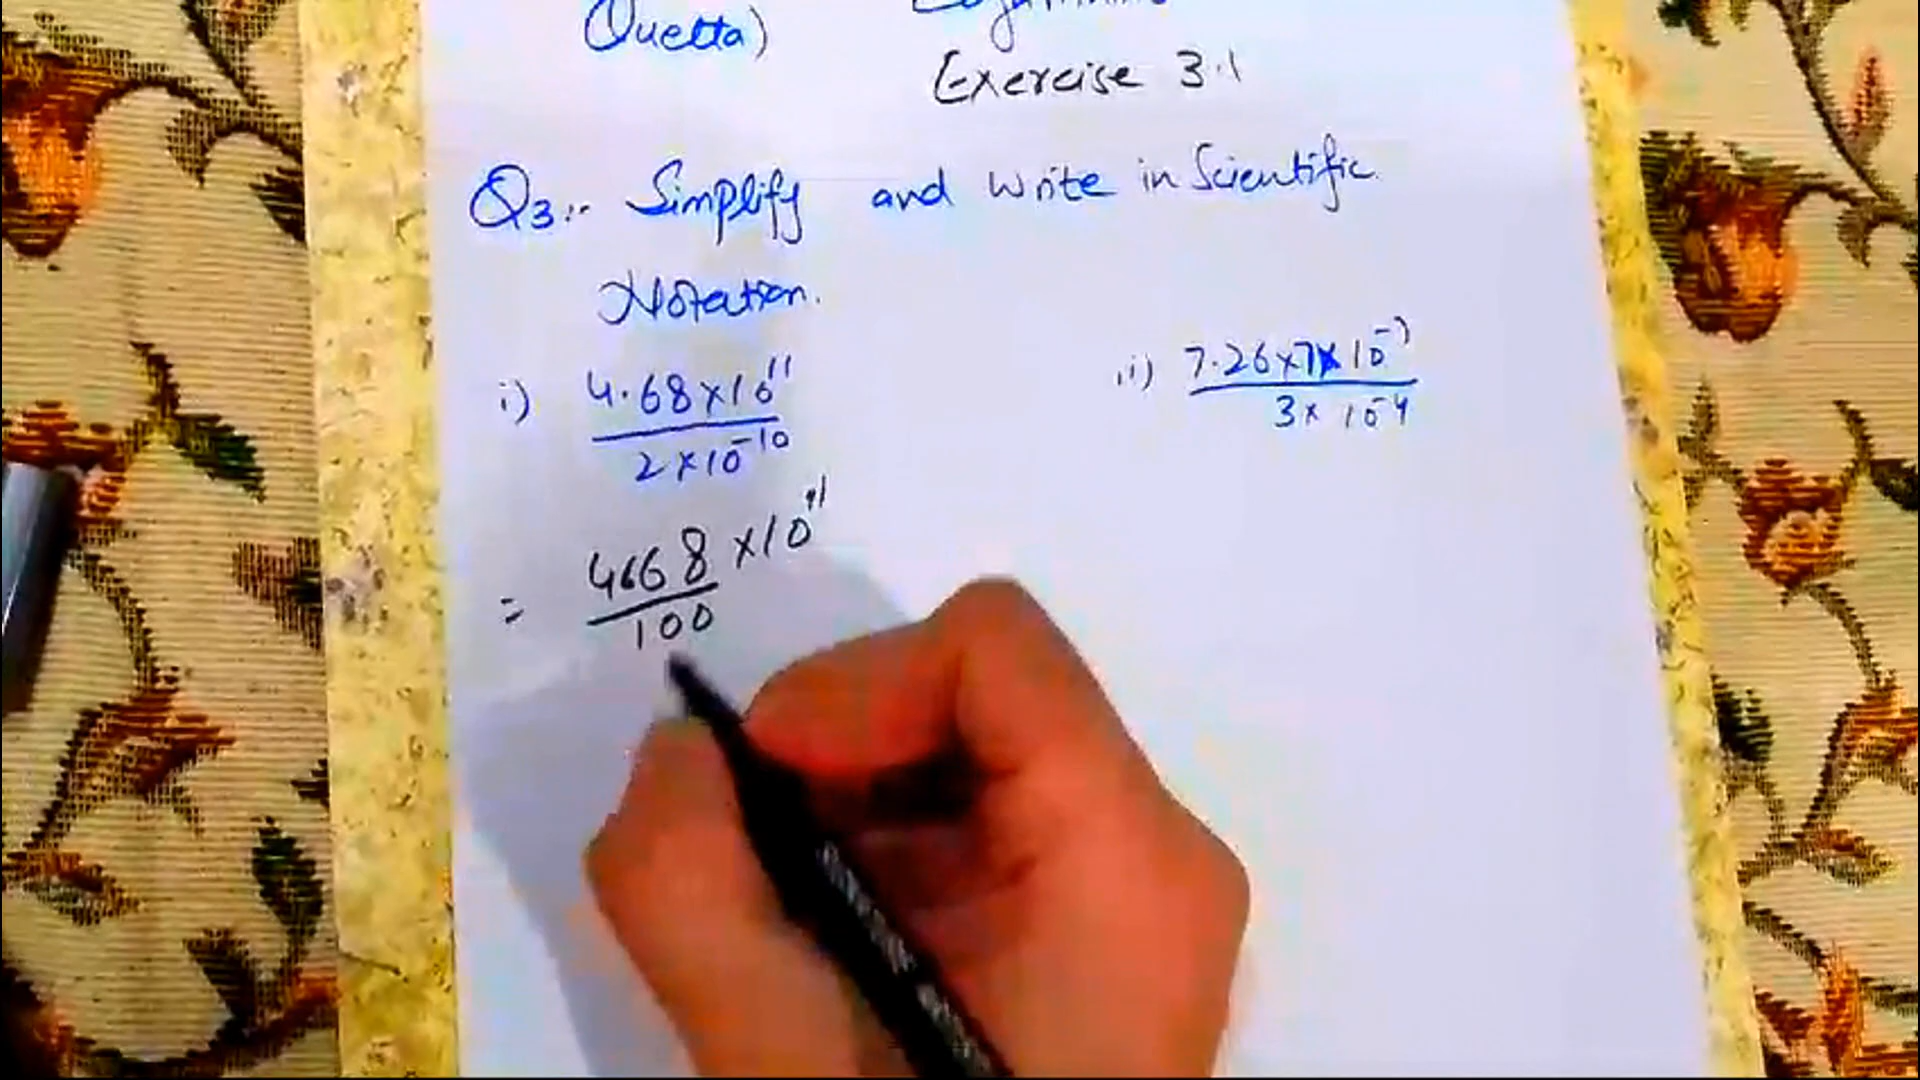 Quetta)
Exercise 3.1
Q3:- Simplify and write in Scientific
Notation.
i) 4.68×10^11 / 2×10^-10
ii) 7.26×7×10^-7 / 3×10^-4
= 4668/100 ×10^11